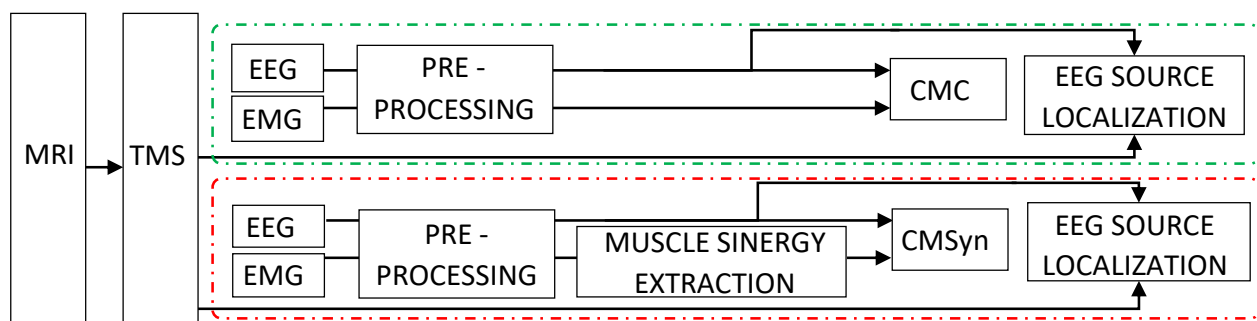 MRI
TMS
EEG
EMG
PRE -
PROCESSING
CMC
EEG SOURCE
LOCALIZATION
EEG
EMG
PRE -
PROCESSING
MUSCLE SINERGY
EXTRACTION
CMSyn
EEG SOURCE
LOCALIZATION